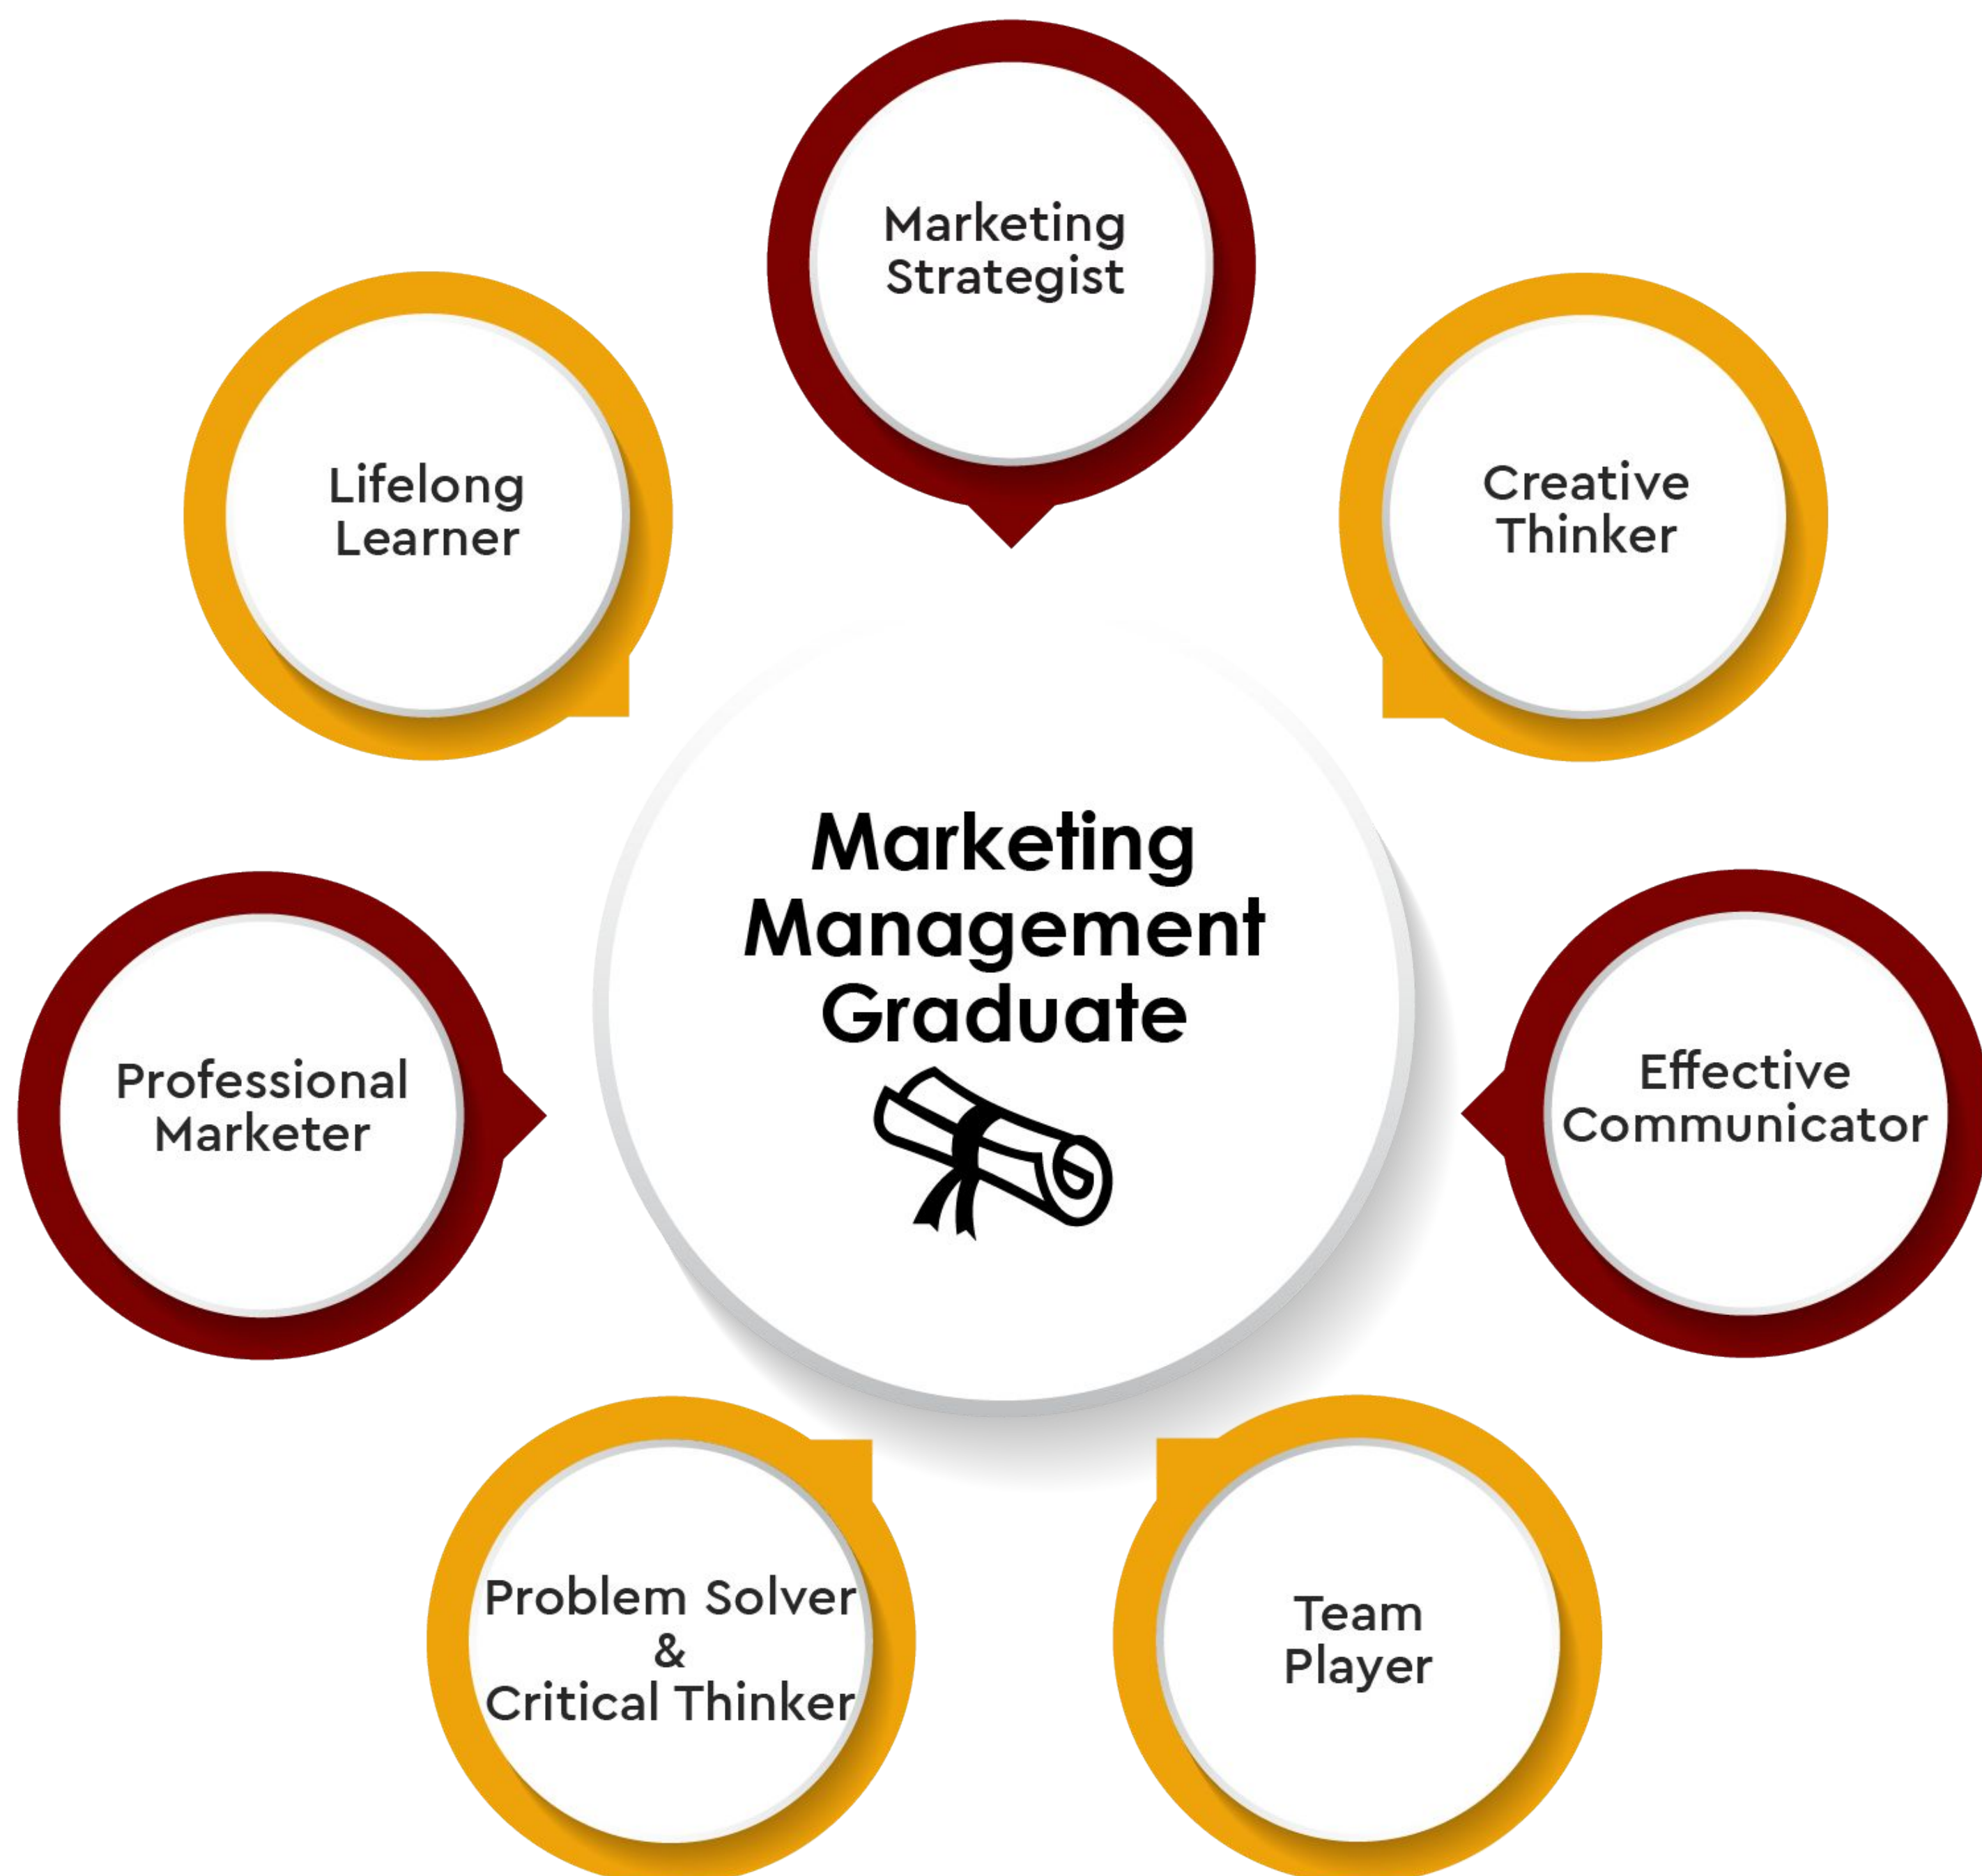 Marketing
Strategist
Lifelong
Learner
Creative
Thinker
Marketing
Management
Graduate
Professional
Marketer
Effective
Communicator
Problem Solver
&
Critical Thinker
Team
Player